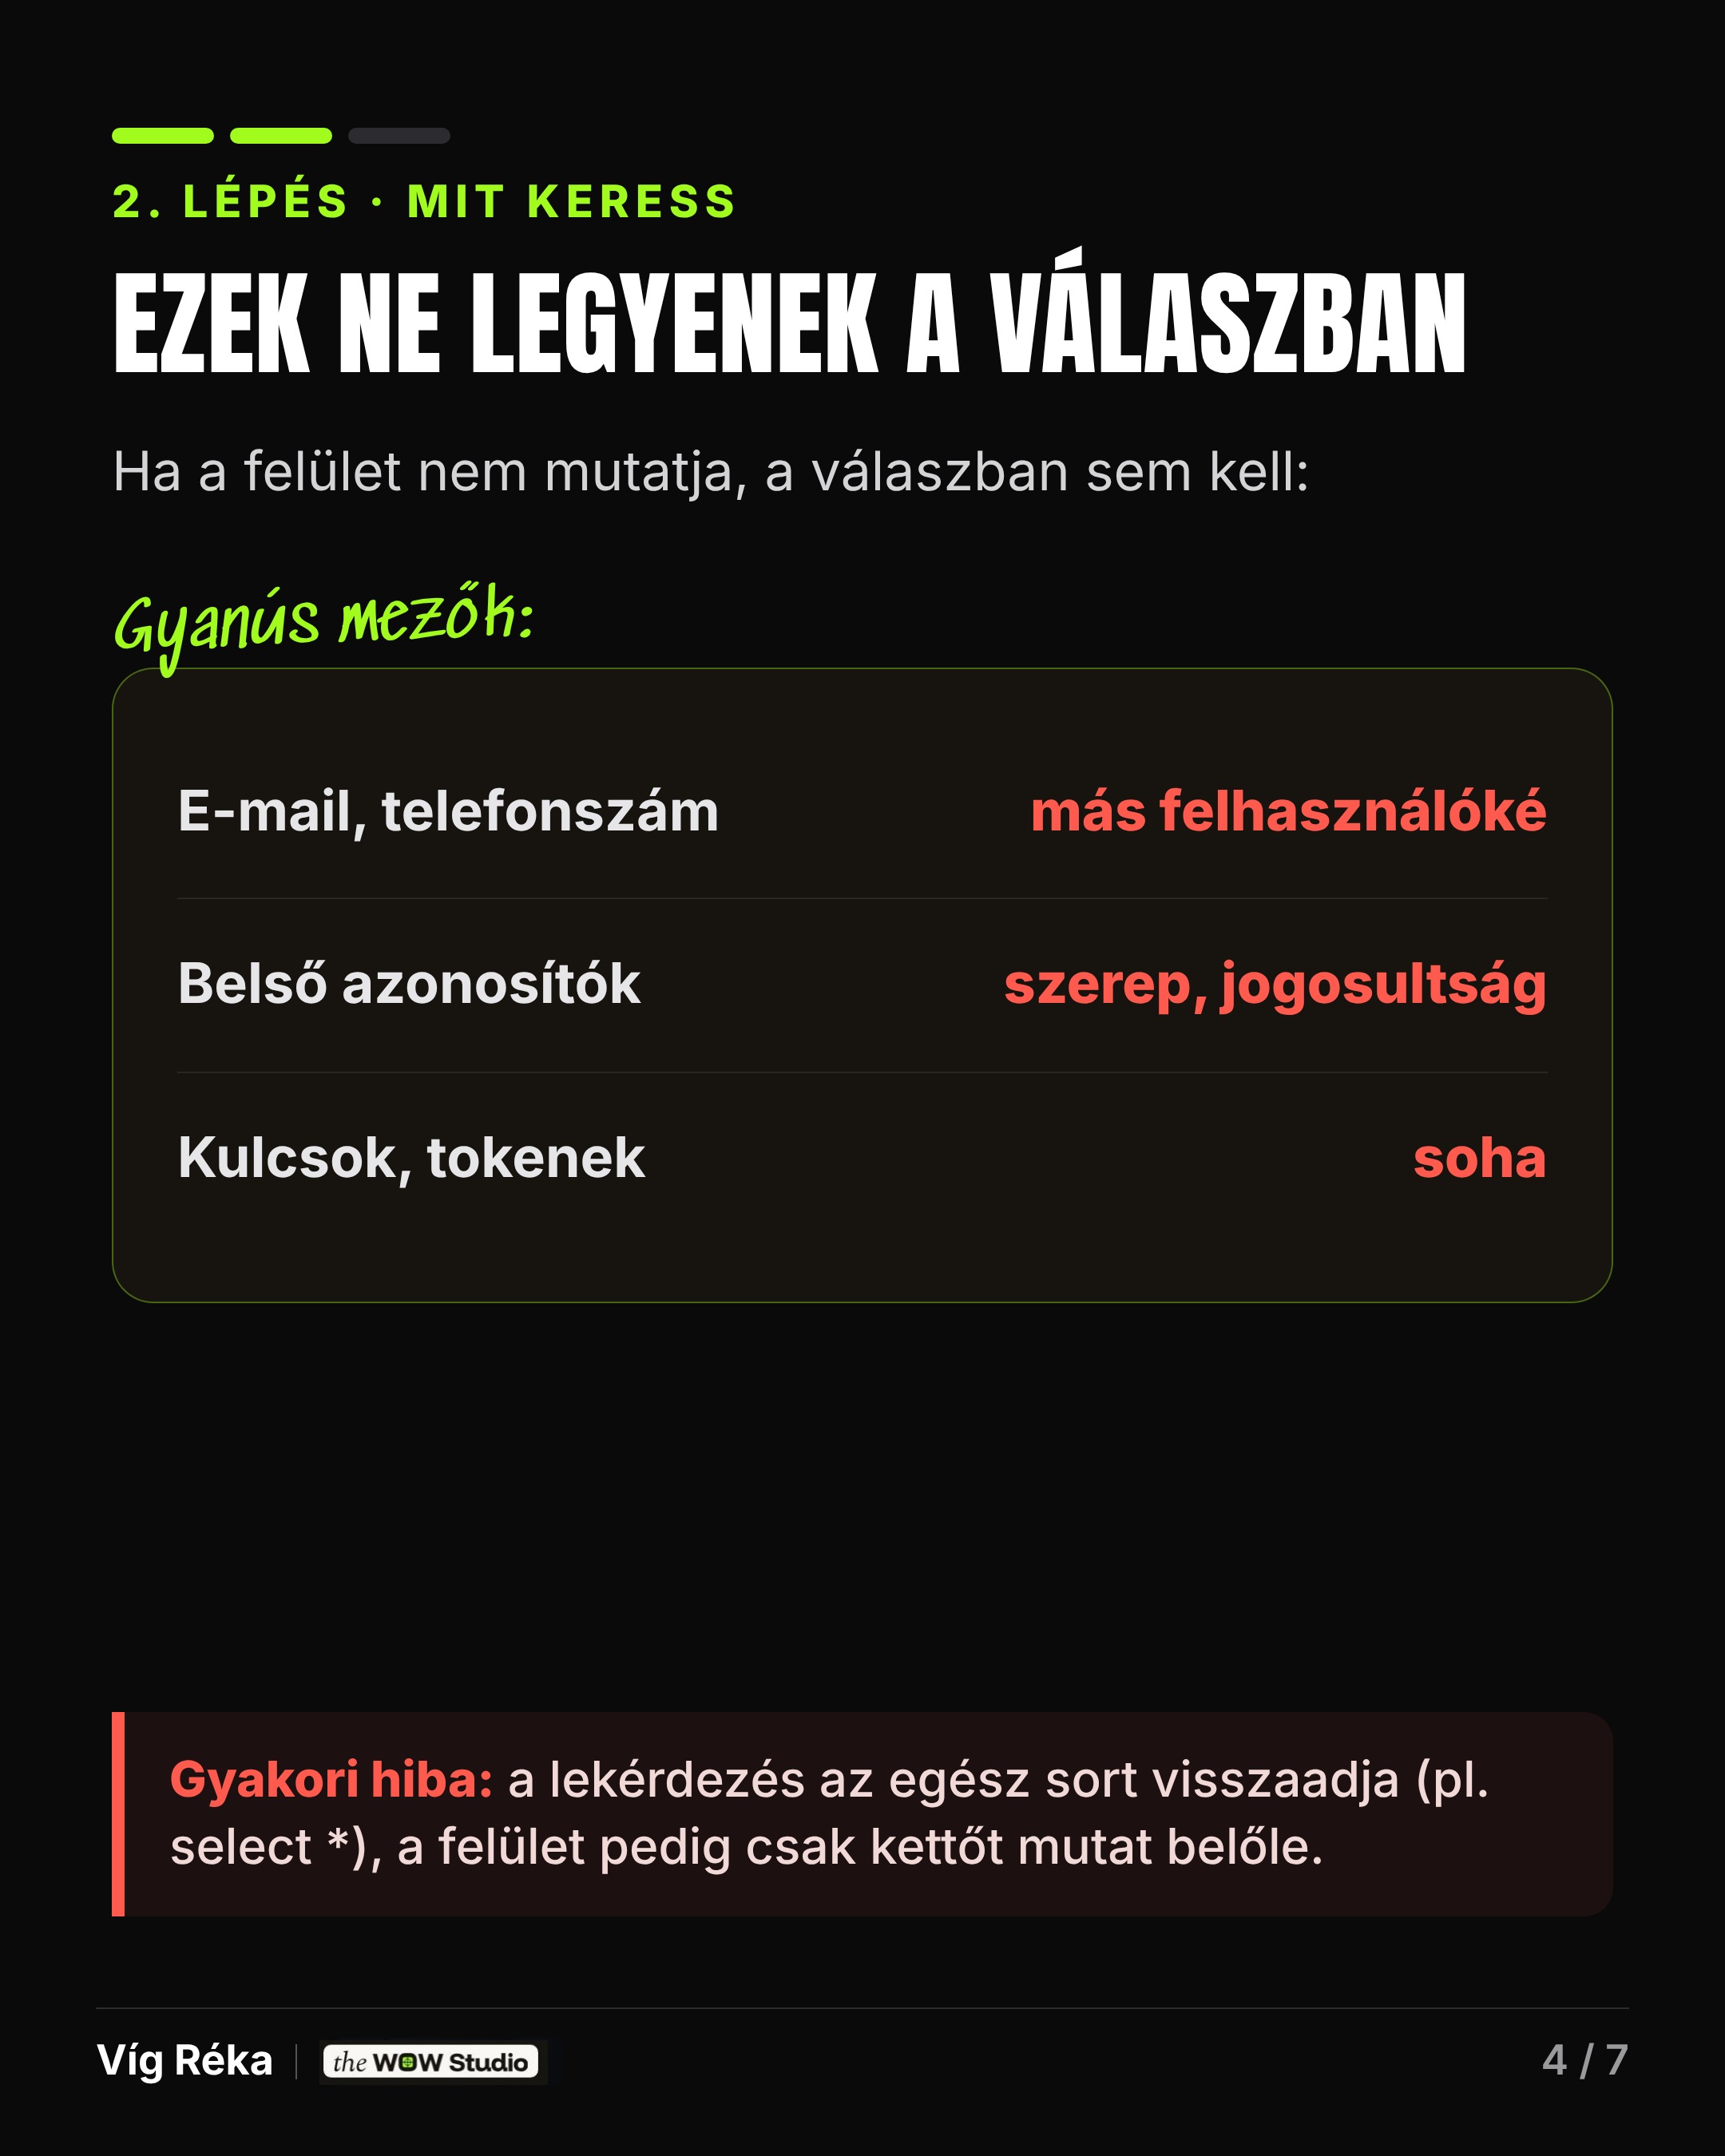 2. LÉPÉS · MIT KERESS
EZEK NE LEGYENEK A VÁLASZBAN
Ha a felület nem mutatja, a válaszban sem kell:
Gyanús mezők:
E-mail, telefonszám más felhasználóké
Belső azonosítók szerep, jogosultság
Kulcsok, tokenek soha
Gyakori hiba: a lekérdezés az egész sort visszaadja (pl.
select *), a felület pedig csak kettőt mutat belőle.
Víg Réka the WOW Studio 4 / 7